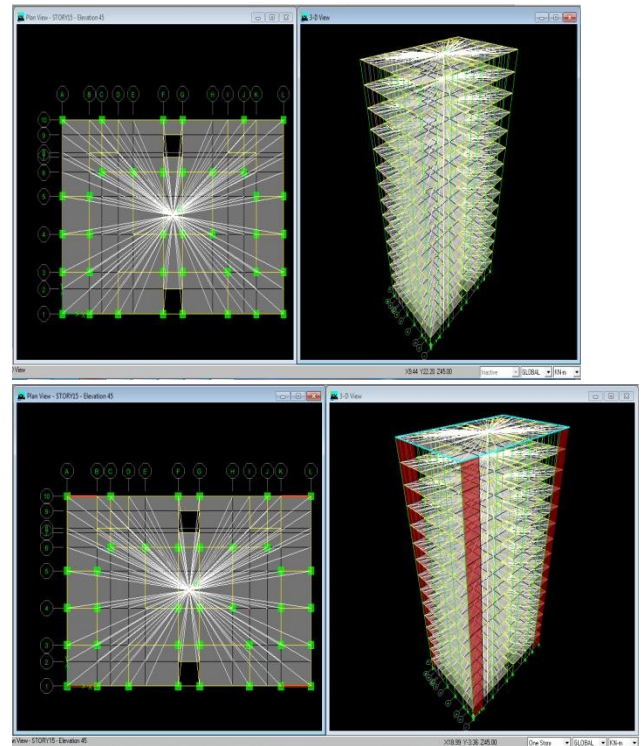 Plan View - STORY15 - Elevation 45
3-D View
A B C D E F G H I J K L
10
9
8
6
5
4
3
2
1
X9.44 Y22.20 Z45.00
GLOBAL
KN-m
Plan View - STORY15 - Elevation 45
3-D View
A B C D E F G H I J K L
10
9
8
6
5
4
3
2
1
Plan View - STORY15 - Elevation 45
X18.99 Y-3.36 Z45.00
One Story
GLOBAL
KN-m